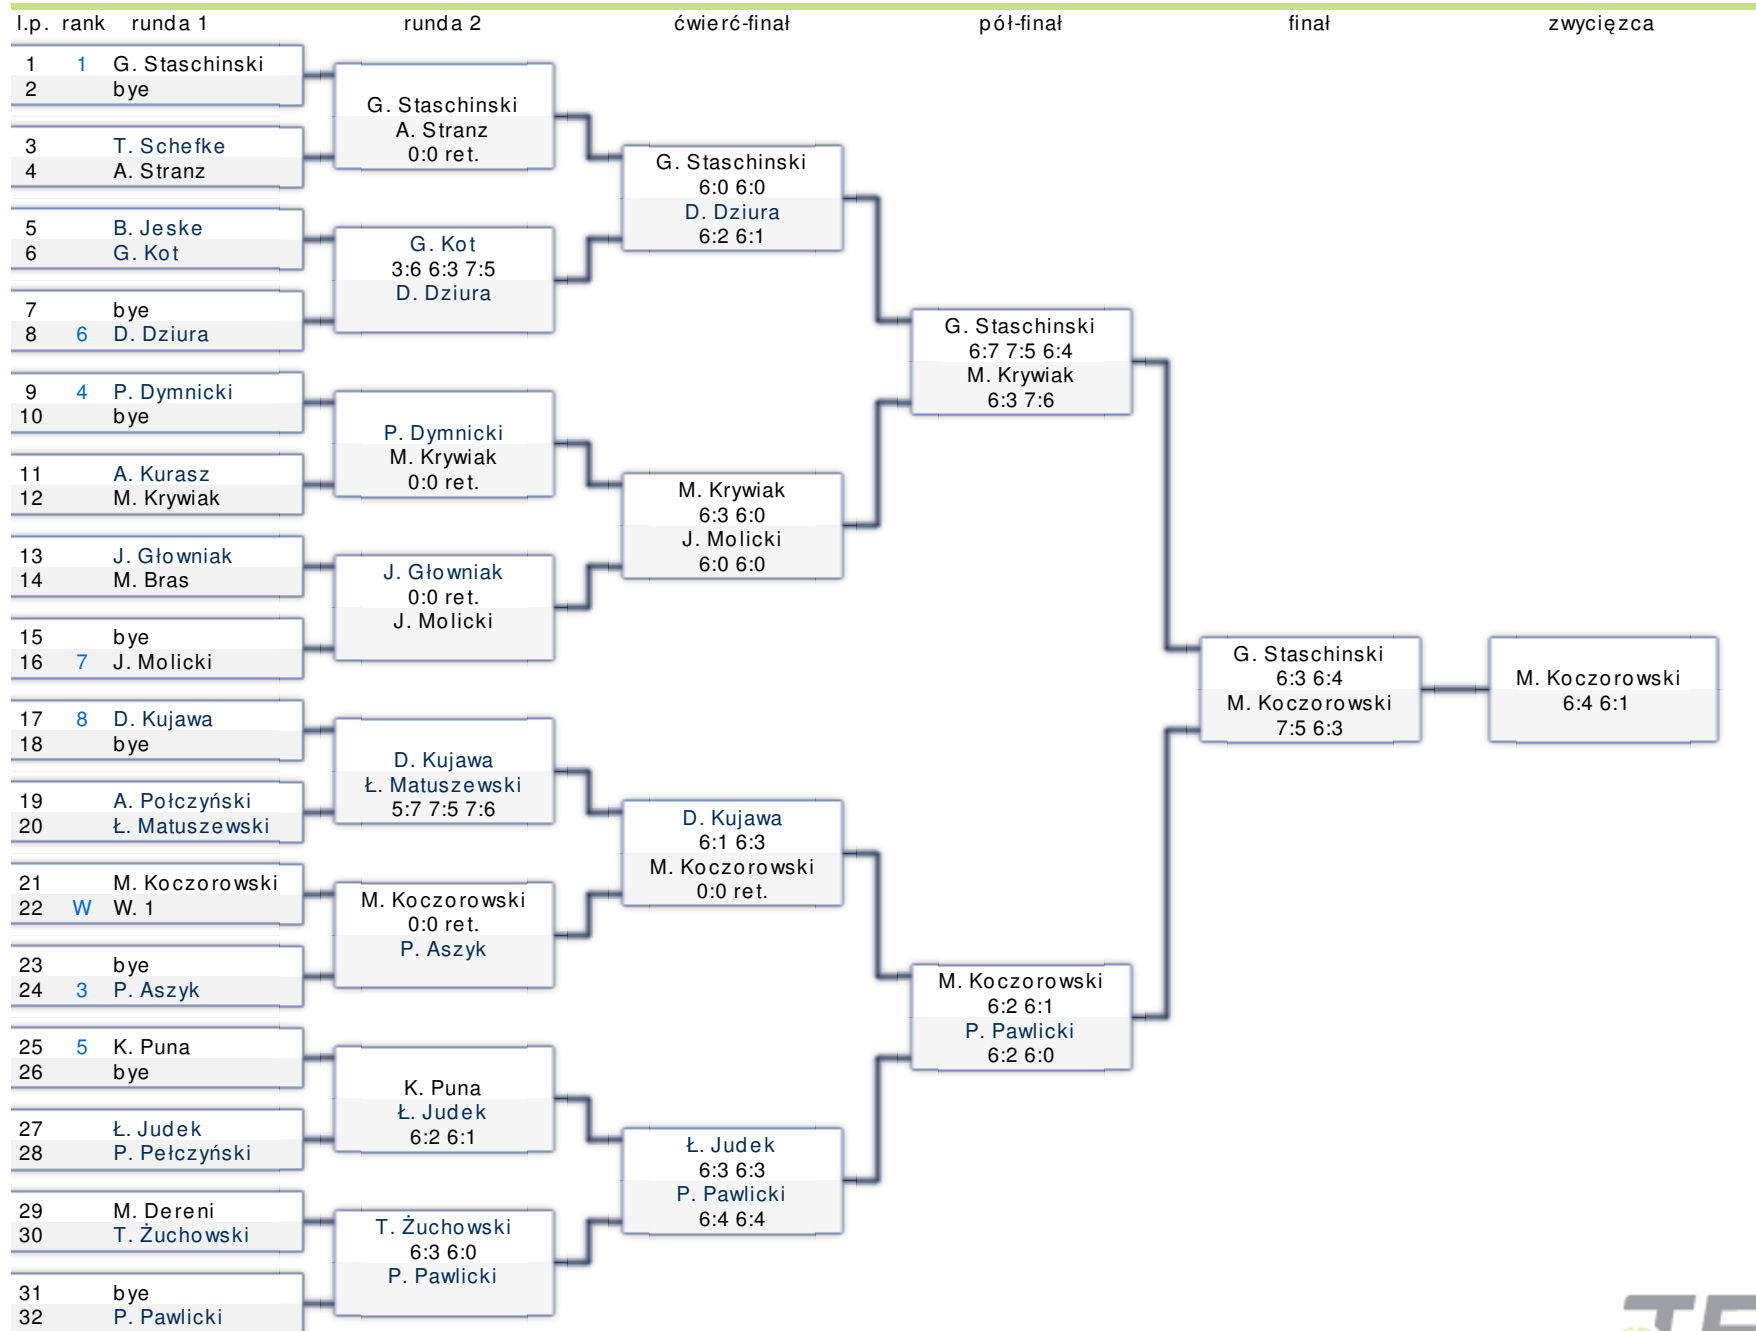 l.p. rank runda 1 runda 2 ćwierć-finał pół-finał finał zwycięzca
1 1 G. Staschinski
2 bye
3 T. Schefke
4 A. Stranz
5 B. Jeske
6 G. Kot
7 bye
8 6 D. Dziura
9 4 P. Dymnicki
10 bye
11 A. Kurasz
12 M. Krywiak
13 J. Głowniak
14 M. Bras
15 bye
16 7 J. Molicki
17 8 D. Kujawa
18 bye
19 A. Połczyński
20 Ł. Matuszewski
21 M. Koczorowski
22 W W. 1
23 bye
24 3 P. Aszyk
25 5 K. Puna
26 bye
27 Ł. Judek
28 P. Pełczyński
29 M. Dereni
30 T. Żuchowski
31 bye
32 P. Pawlicki
G. Staschinski
A. Stranz
0:0 ret.
G. Kot
3:6 6:3 7:5
D. Dziura
P. Dymnicki
M. Krywiak
0:0 ret.
J. Głowniak
0:0 ret.
J. Molicki
D. Kujawa
Ł. Matuszewski
5:7 7:5 7:6
M. Koczorowski
0:0 ret.
P. Aszyk
K. Puna
Ł. Judek
6:2 6:1
T. Żuchowski
6:3 6:0
P. Pawlicki
G. Staschinski
6:0 6:0
D. Dziura
6:2 6:1
M. Krywiak
6:3 6:0
J. Molicki
6:0 6:0
D. Kujawa
6:1 6:3
M. Koczorowski
0:0 ret.
Ł. Judek
6:3 6:3
P. Pawlicki
6:4 6:4
G. Staschinski
6:7 7:5 6:4
M. Krywiak
6:3 7:6
M. Koczorowski
6:2 6:1
P. Pawlicki
6:2 6:0
G. Staschinski
6:3 6:4
M. Koczorowski
7:5 6:3
M. Koczorowski
6:4 6:1